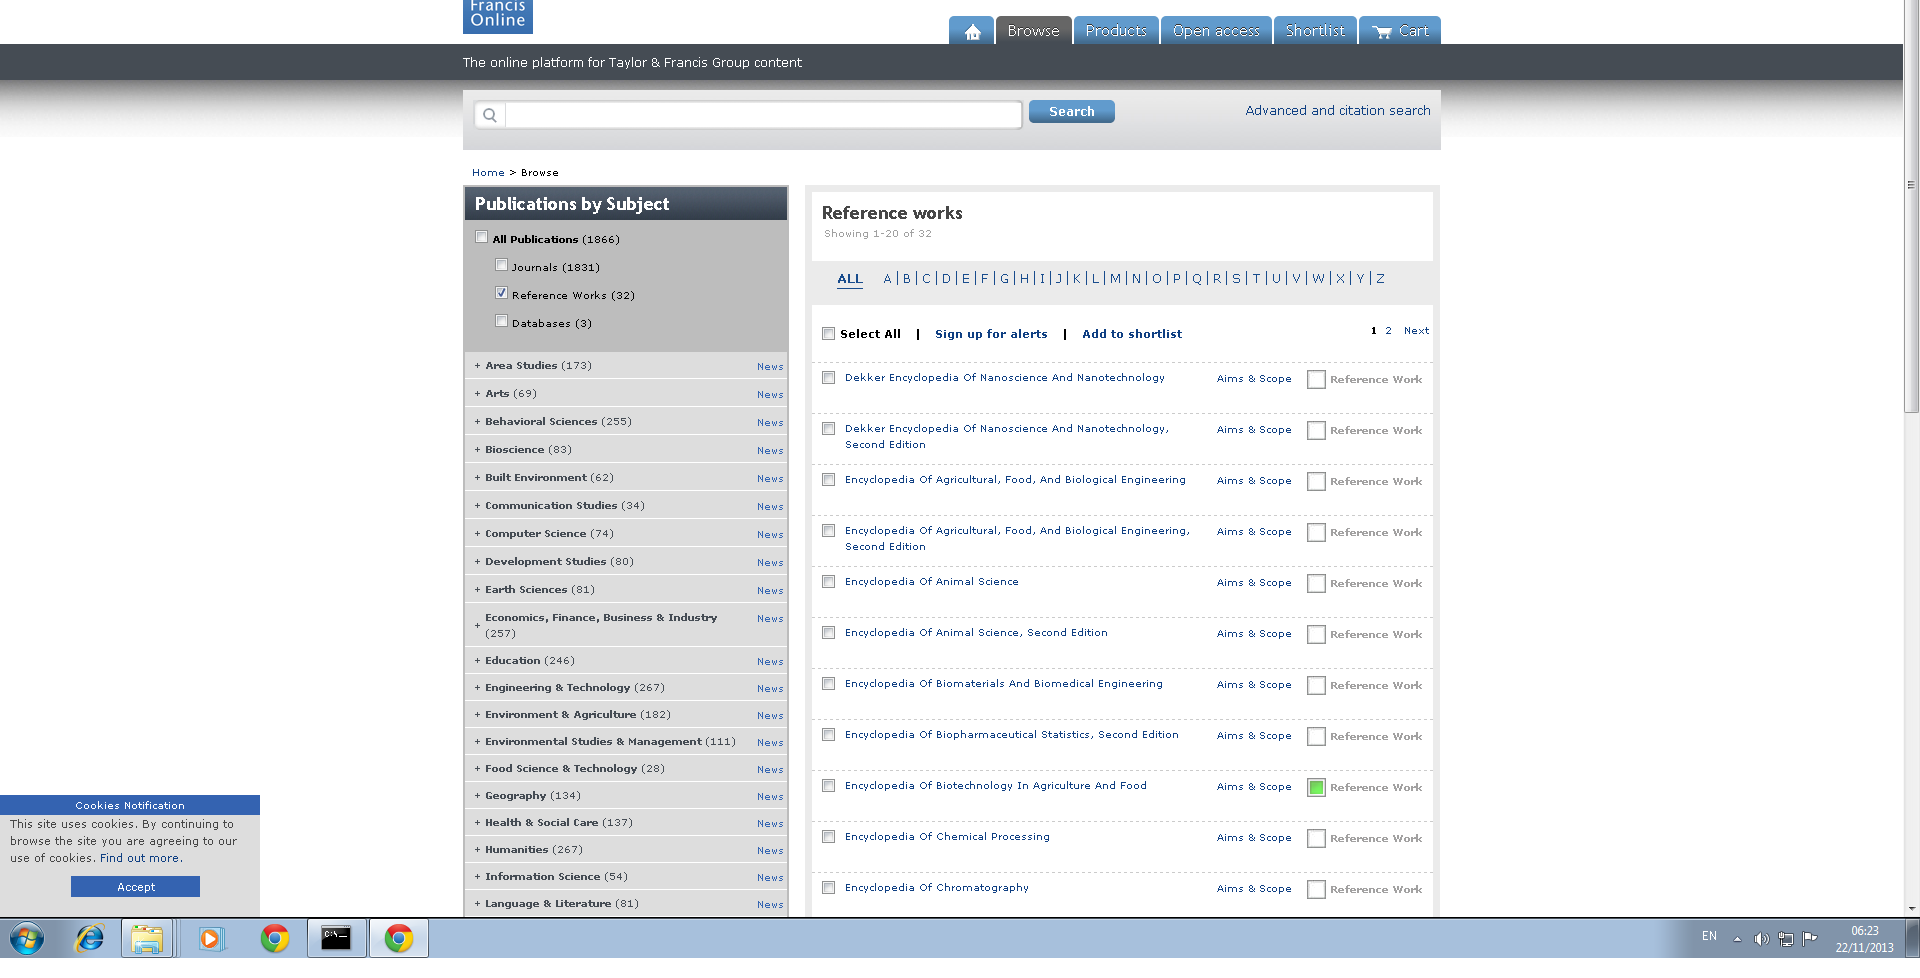 Francis
Online
Browse
Products
Open access
Shortlist
Cart
The online platform for Taylor & Francis Group content
Search
Advanced and citation search
Home > Browse
Publications by Subject
All Publications (1866)
Journals (1831)
Reference Works (32)
Databases (3)
+ Area Studies (173) News
+ Arts (69) News
+ Behavioral Sciences (255) News
+ Bioscience (83) News
+ Built Environment (62) News
+ Communication Studies (34) News
+ Computer Science (74) News
+ Development Studies (80) News
+ Earth Sciences (81) News
+ Economics, Finance, Business & Industry News
(257)
+ Education (246) News
+ Engineering & Technology (267) News
+ Environment & Agriculture (182) News
+ Environmental Studies & Management (111) News
+ Food Science & Technology (28) News
+ Geography (134) News
+ Health & Social Care (137) News
+ Humanities (267) News
+ Information Science (54) News
+ Language & Literature (81) News
Reference works
Showing 1-20 of 32
ALL A | B | C | D | E | F | G | H | I | J | K | L | M | N | O | P | Q | R | S | T | U | V | W | X | Y | Z
Select All | Sign up for alerts | Add to shortlist 1 2 Next
Dekker Encyclopedia Of Nanoscience And Nanotechnology Aims & Scope Reference Work
Dekker Encyclopedia Of Nanoscience And Nanotechnology, Aims & Scope Reference Work
Second Edition
Encyclopedia Of Agricultural, Food, And Biological Engineering Aims & Scope Reference Work
Encyclopedia Of Agricultural, Food, And Biological Engineering, Aims & Scope Reference Work
Second Edition
Encyclopedia Of Animal Science Aims & Scope Reference Work
Encyclopedia Of Animal Science, Second Edition Aims & Scope Reference Work
Encyclopedia Of Biomaterials And Biomedical Engineering Aims & Scope Reference Work
Encyclopedia Of Biopharmaceutical Statistics, Second Edition Aims & Scope Reference Work
Encyclopedia Of Biotechnology In Agriculture And Food Aims & Scope Reference Work
Encyclopedia Of Chemical Processing Aims & Scope Reference Work
Encyclopedia Of Chromatography Aims & Scope Reference Work
Cookies Notification
This site uses cookies. By continuing to
browse the site you are agreeing to our
use of cookies. Find out more.
Accept
C:\_
EN
06:23
22/11/2013